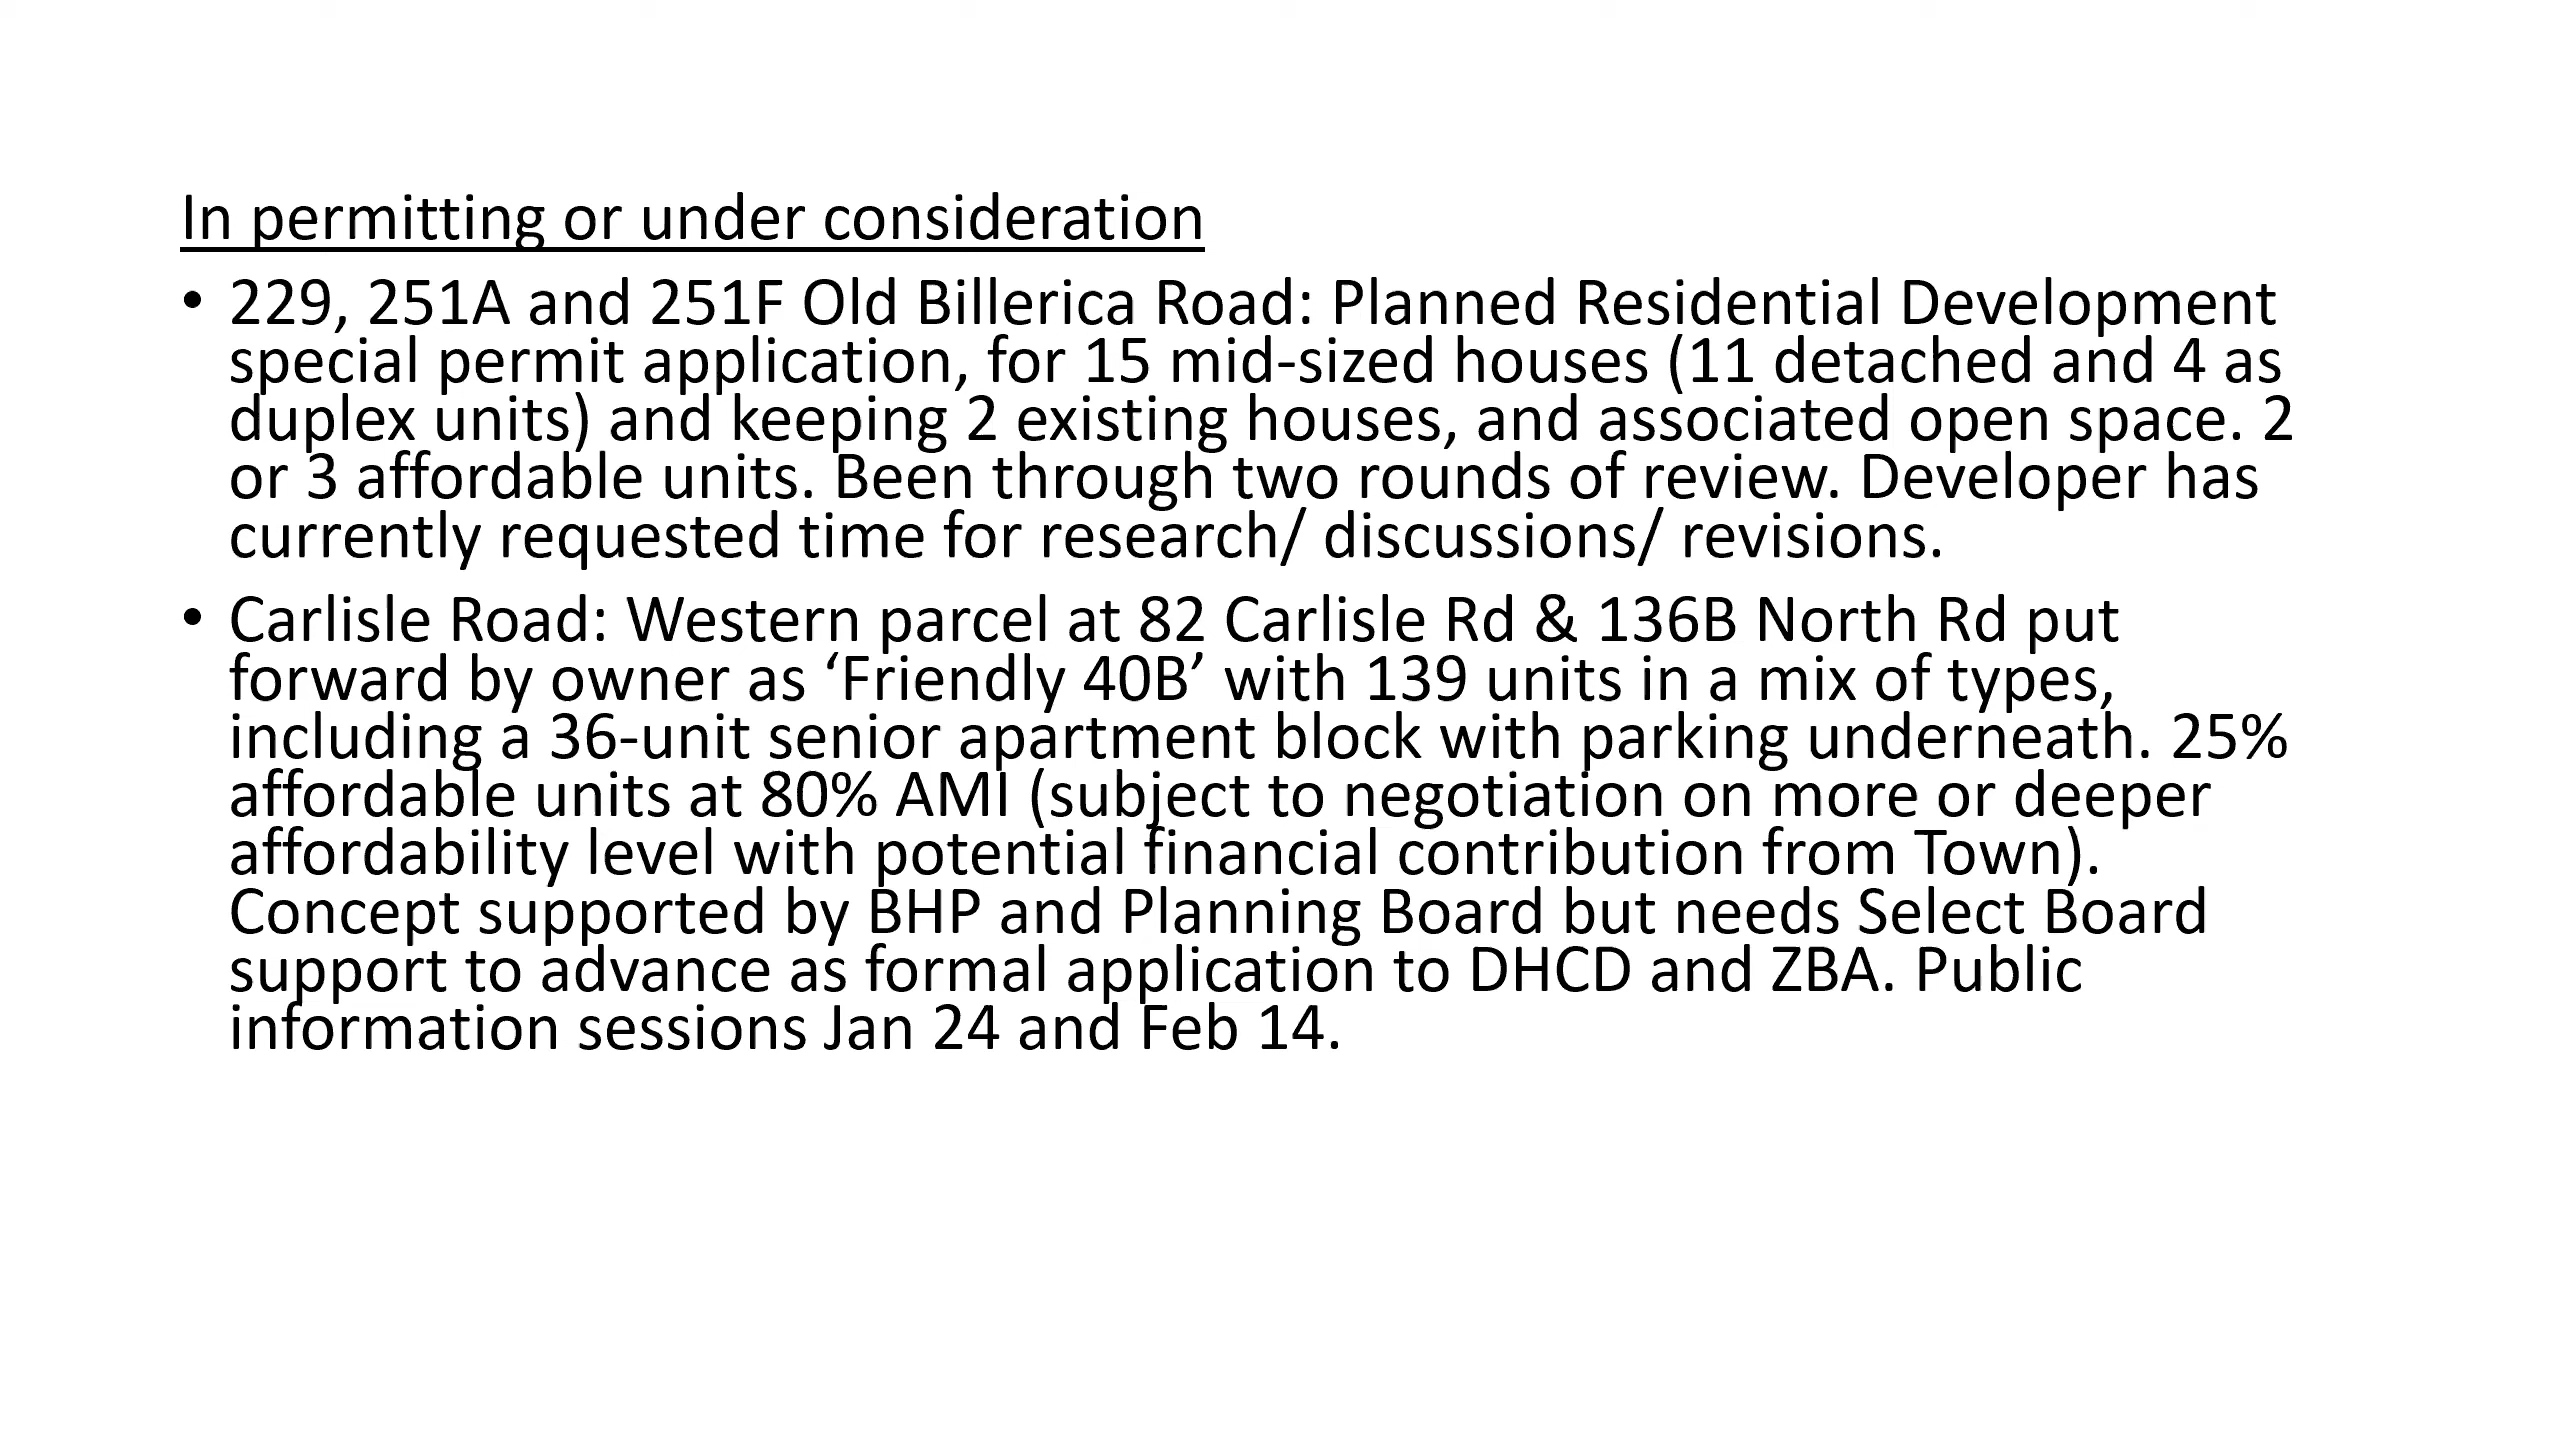 In permitting or under consideration
• 229, 251A and 251F Old Billerica Road: Planned Residential Development
special permit application, for 15 mid-sized houses (11 detached and 4 as
duplex units) and keeping 2 existing houses, and associated open space. 2
or 3 affordable units. Been through two rounds of review. Developer has
currently requested time for research/ discussions/ revisions.
• Carlisle Road: Western parcel at 82 Carlisle Rd & 136B North Rd put
forward by owner as ‘Friendly 40B’ with 139 units in a mix of types,
including a 36-unit senior apartment block with parking underneath. 25%
affordable units at 80% AMI (subject to negotiation on more or deeper
affordability level with potential financial contribution from Town).
Concept supported by BHP and Planning Board but needs Select Board
support to advance as formal application to DHCD and ZBA. Public
information sessions Jan 24 and Feb 14.